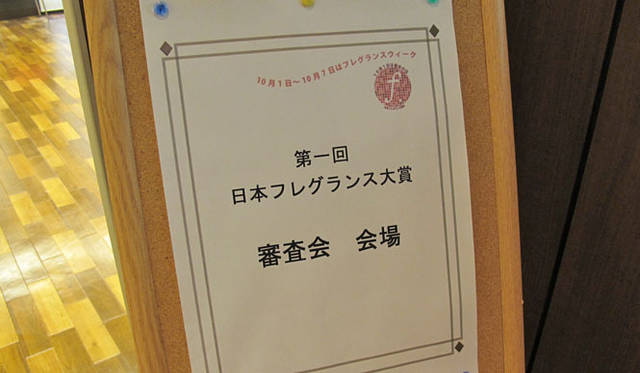 10月1日～10月7日はフレグランスウィーク
f
第一回
日本フレグランス大賞
審査会　会場